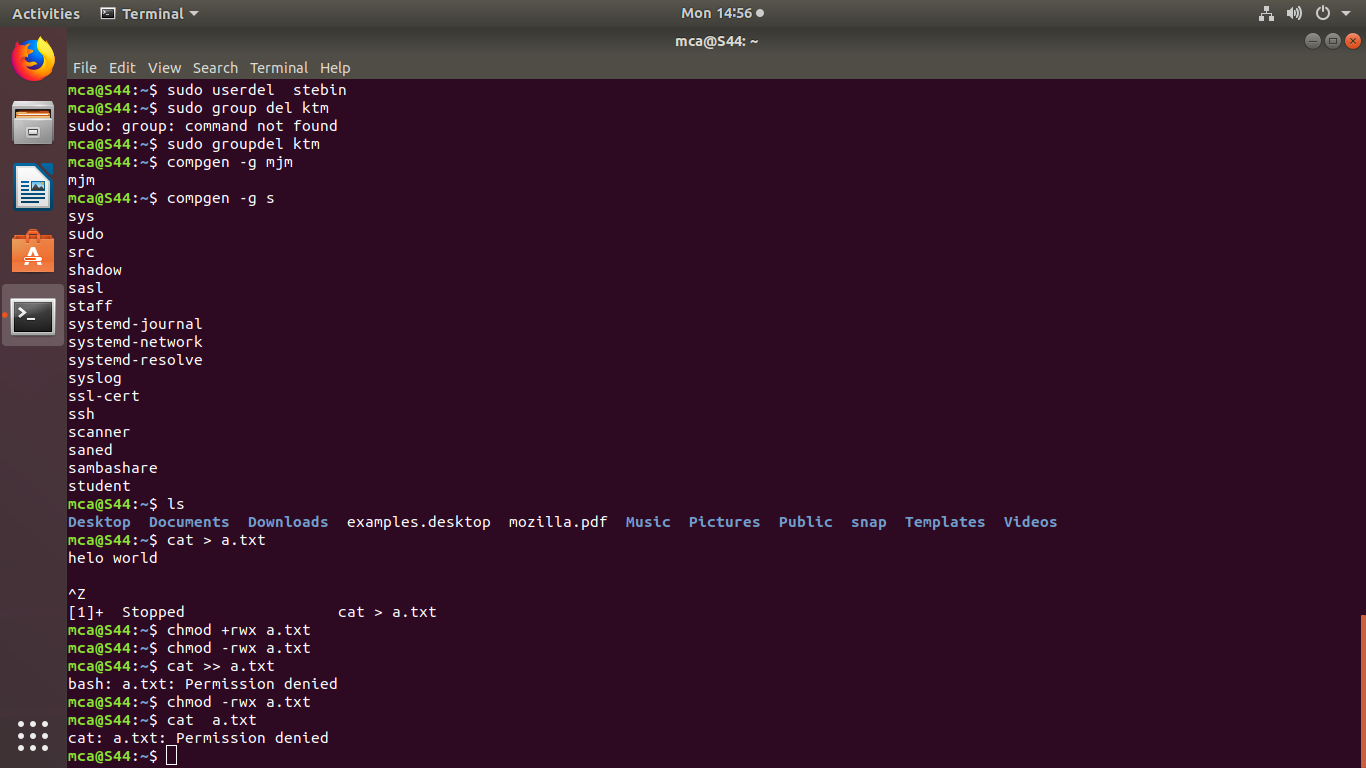 Activities Terminal Mon 14:56
mca@S44: ~
File Edit View Search Terminal Help
mca@S44:~$ sudo userdel  stebin
mca@S44:~$ sudo group del ktm
sudo: group: command not found
mca@S44:~$ sudo groupdel ktm
mca@S44:~$ compgen -g mjm
mjm
mca@S44:~$ compgen -g s
sys
sudo
src
shadow
sasl
staff
systemd-journal
systemd-network
systemd-resolve
syslog
ssl-cert
ssh
scanner
saned
sambashare
student
mca@S44:~$ ls
Desktop  Documents  Downloads  examples.desktop  mozilla.pdf  Music  Pictures  Public  snap  Templates  Videos
mca@S44:~$ cat > a.txt
helo world
^Z
[1]+  Stopped                 cat > a.txt
mca@S44:~$ chmod +rwx a.txt
mca@S44:~$ chmod -rwx a.txt
mca@S44:~$ cat >> a.txt
bash: a.txt: Permission denied
mca@S44:~$ chmod -rwx a.txt
mca@S44:~$ cat  a.txt
cat: a.txt: Permission denied
mca@S44:~$